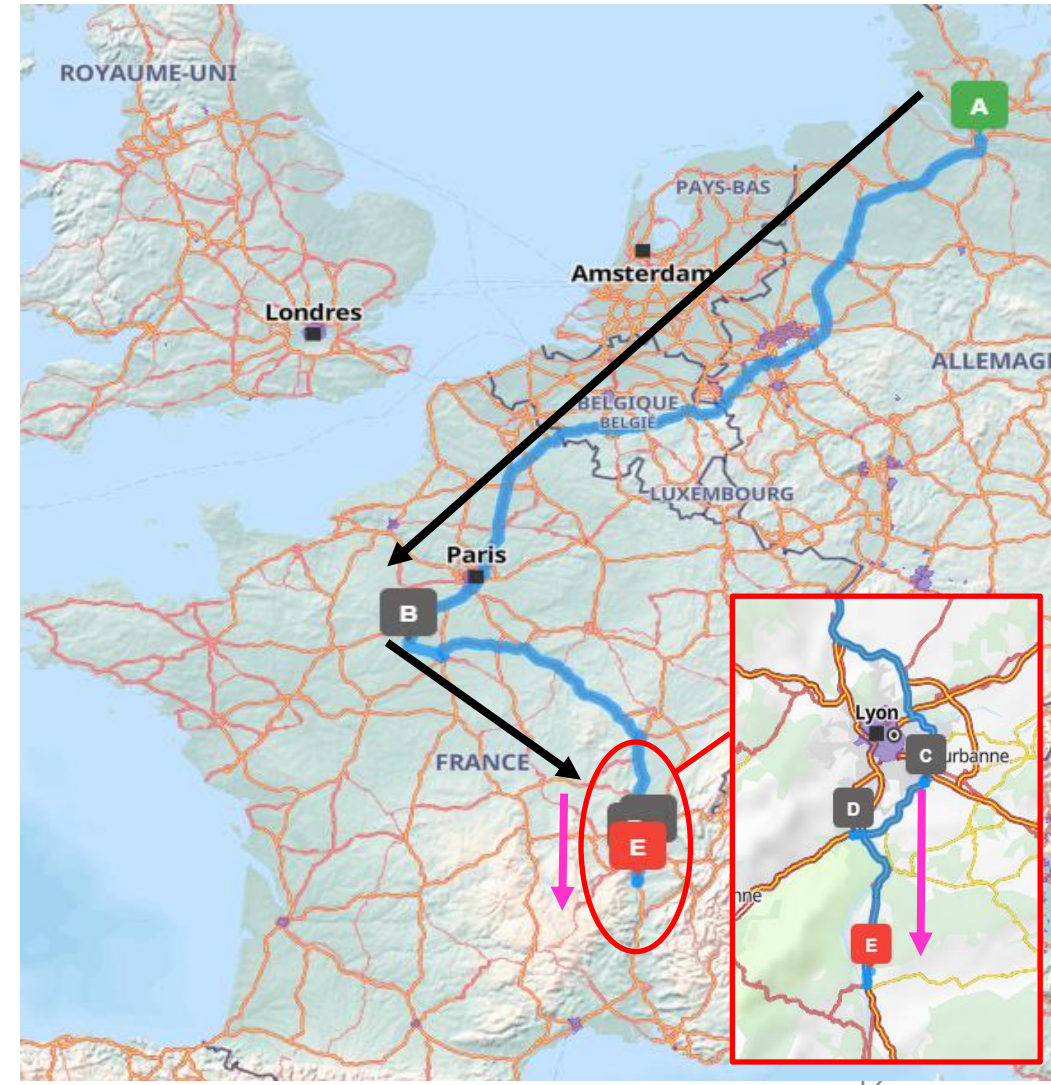 ROYAUME-UNI
A
PAYS-BAS
Amsterdam
Londres
ALLEMAG
BELGIQUE
BELGIË
LUXEMBOURG
Paris
B
FRANCE
E
Lyon
C
urbanne
D
nne
E